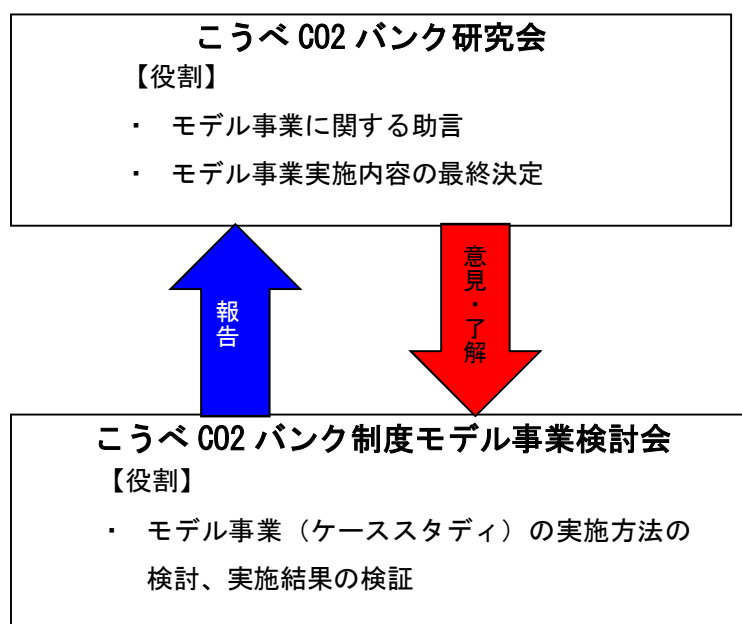 こうべ CO2 バンク研究会
【役割】
・ モデル事業に関する助言
・ モデル事業実施内容の最終決定
報告
意見・了解
こうべ CO2 バンク制度モデル事業検討会
【役割】
・ モデル事業（ケーススタディ）の実施方法の
検討、実施結果の検証